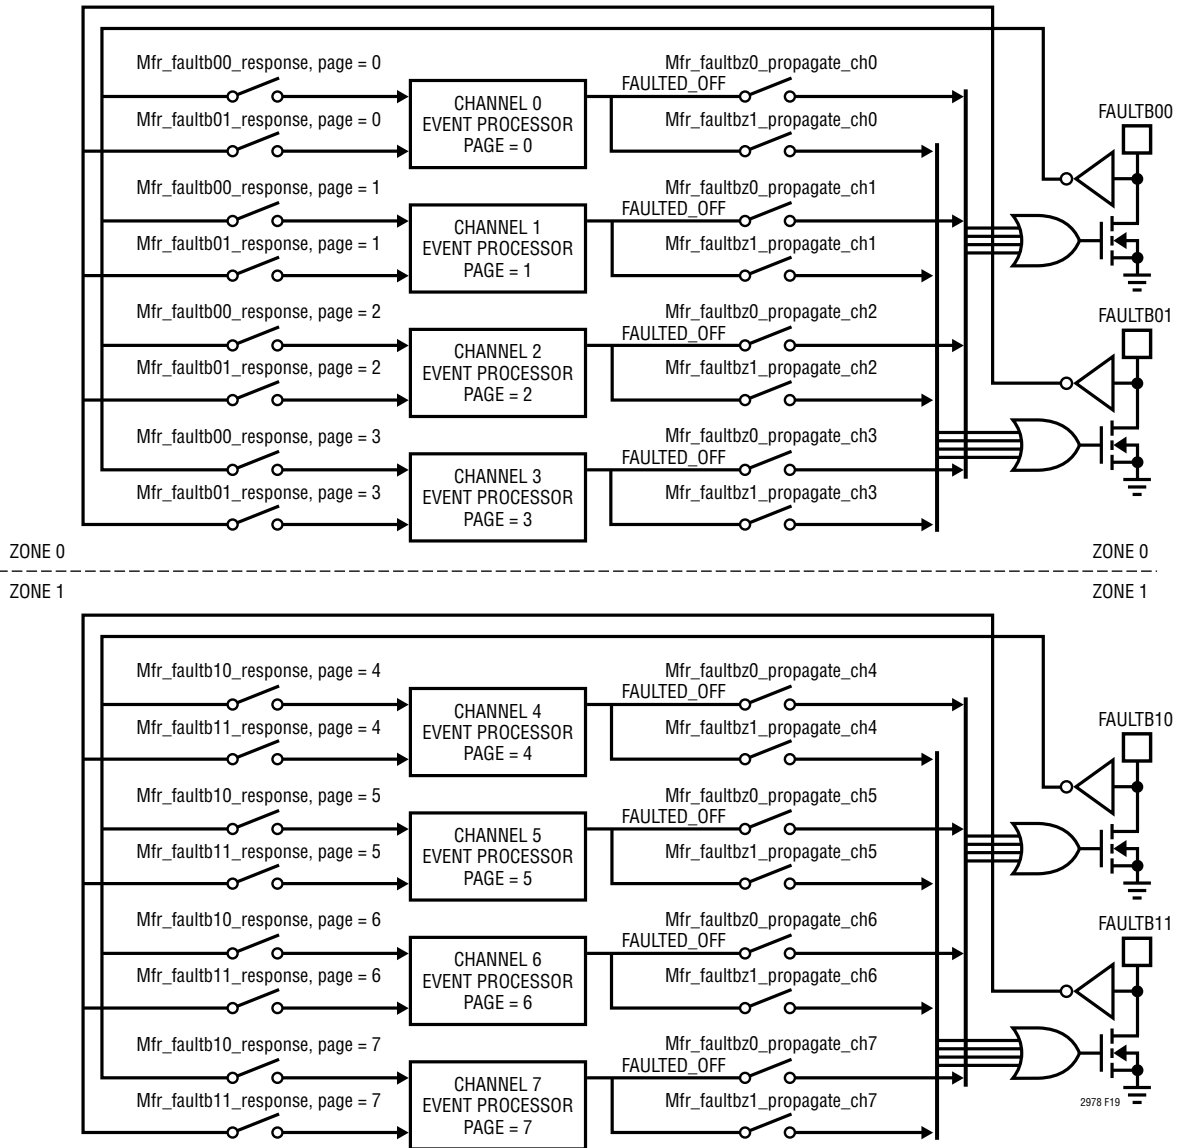 Mfr_faultb00_response, page = 0
Mfr_faultbz0_propagate_ch0
FAULTED_OFF
CHANNEL 0
EVENT PROCESSOR
PAGE = 0
FAULTB00
Mfr_faultb01_response, page = 0
Mfr_faultbz1_propagate_ch0
Mfr_faultb00_response, page = 1
Mfr_faultbz0_propagate_ch1
FAULTED_OFF
CHANNEL 1
EVENT PROCESSOR
PAGE = 1
Mfr_faultb01_response, page = 1
Mfr_faultbz1_propagate_ch1
Mfr_faultb00_response, page = 2
Mfr_faultbz0_propagate_ch2
FAULTB01
FAULTED_OFF
CHANNEL 2
EVENT PROCESSOR
PAGE = 2
Mfr_faultb01_response, page = 2
Mfr_faultbz1_propagate_ch2
Mfr_faultb00_response, page = 3
Mfr_faultbz0_propagate_ch3
FAULTED_OFF
CHANNEL 3
EVENT PROCESSOR
PAGE = 3
Mfr_faultb01_response, page = 3
Mfr_faultbz1_propagate_ch3
ZONE 0
ZONE 0
ZONE 1
ZONE 1
Mfr_faultb10_response, page = 4
Mfr_faultbz0_propagate_ch4
FAULTED_OFF
CHANNEL 4
EVENT PROCESSOR
PAGE = 4
FAULTB10
Mfr_faultb11_response, page = 4
Mfr_faultbz1_propagate_ch4
Mfr_faultb10_response, page = 5
Mfr_faultbz0_propagate_ch5
FAULTED_OFF
CHANNEL 5
EVENT PROCESSOR
PAGE = 5
Mfr_faultb11_response, page = 5
Mfr_faultbz1_propagate_ch5
Mfr_faultb10_response, page = 6
Mfr_faultbz0_propagate_ch6
FAULTB11
FAULTED_OFF
CHANNEL 6
EVENT PROCESSOR
PAGE = 6
Mfr_faultb11_response, page = 6
Mfr_faultbz1_propagate_ch6
Mfr_faultb10_response, page = 7
Mfr_faultbz0_propagate_ch7
FAULTED_OFF
CHANNEL 7
EVENT PROCESSOR
PAGE = 7
Mfr_faultb11_response, page = 7
Mfr_faultbz1_propagate_ch7
2978 F19